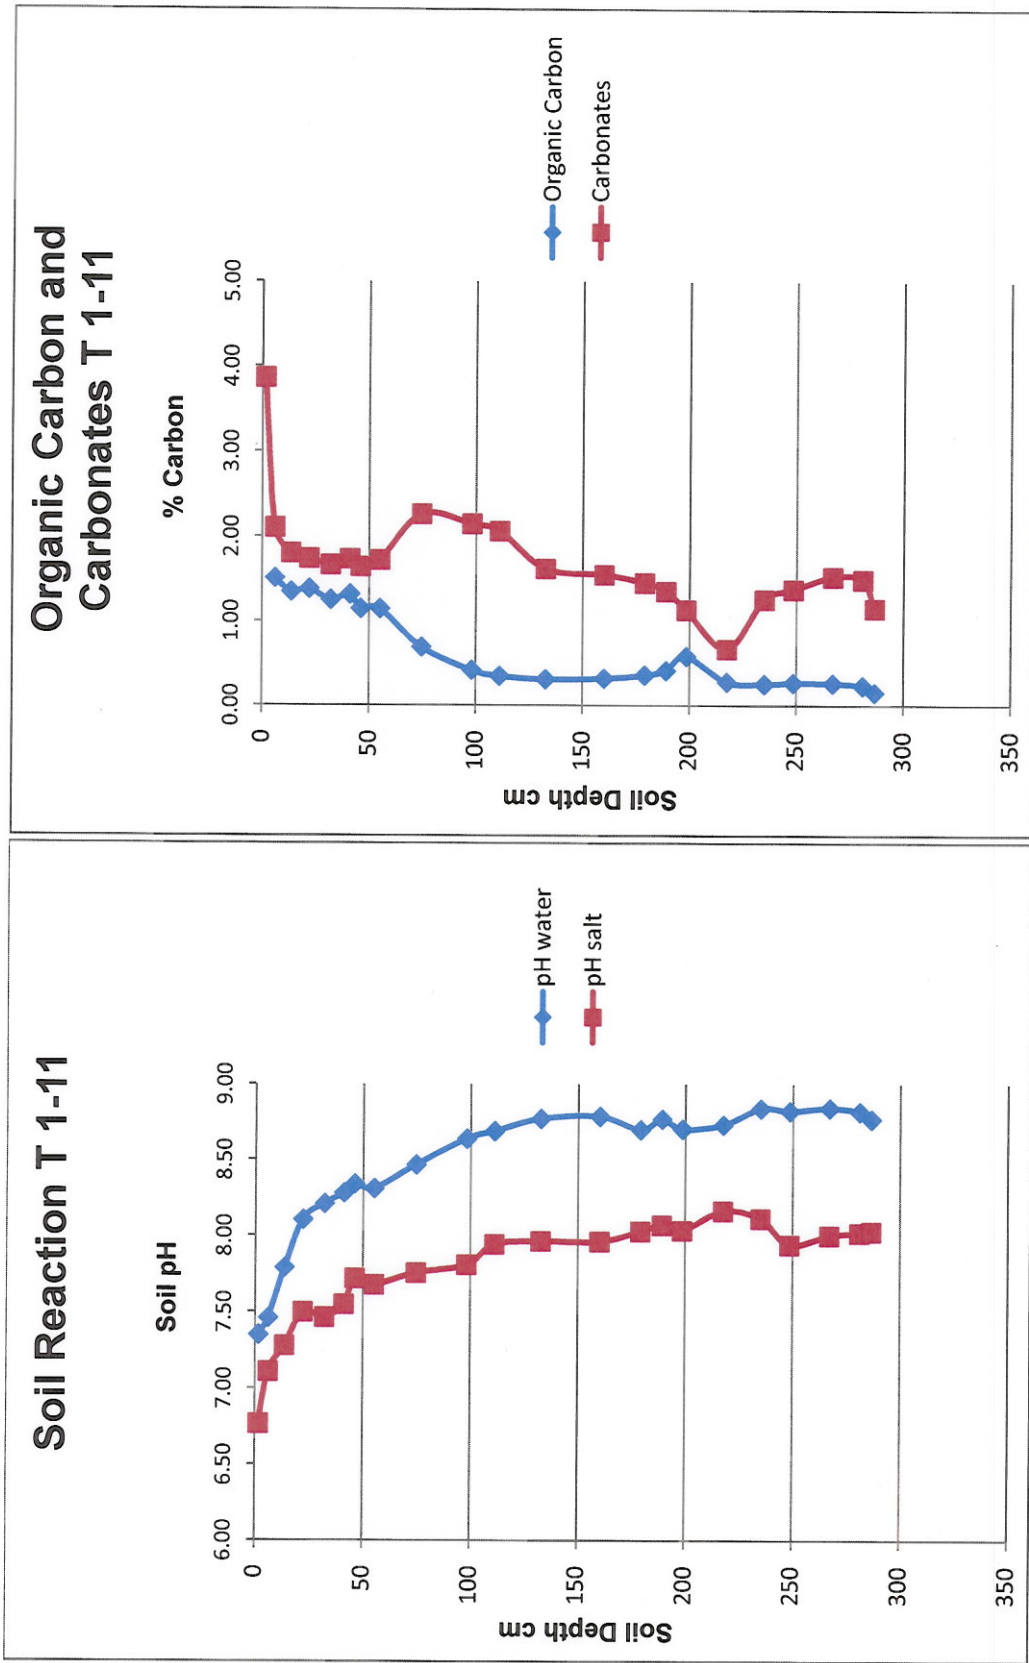 Soil Reaction T 1-11
Soil pH
6.00 6.50 7.00 7.50 8.00 8.50 9.00
0
50
100
150
200
250
300
350
Soil Depth cm
pH water
pH salt
Organic Carbon and
Carbonates T 1-11
% Carbon
0.00 1.00 2.00 3.00 4.00 5.00
0
50
100
150
200
250
300
350
Soil Depth cm
Organic Carbon
Carbonates